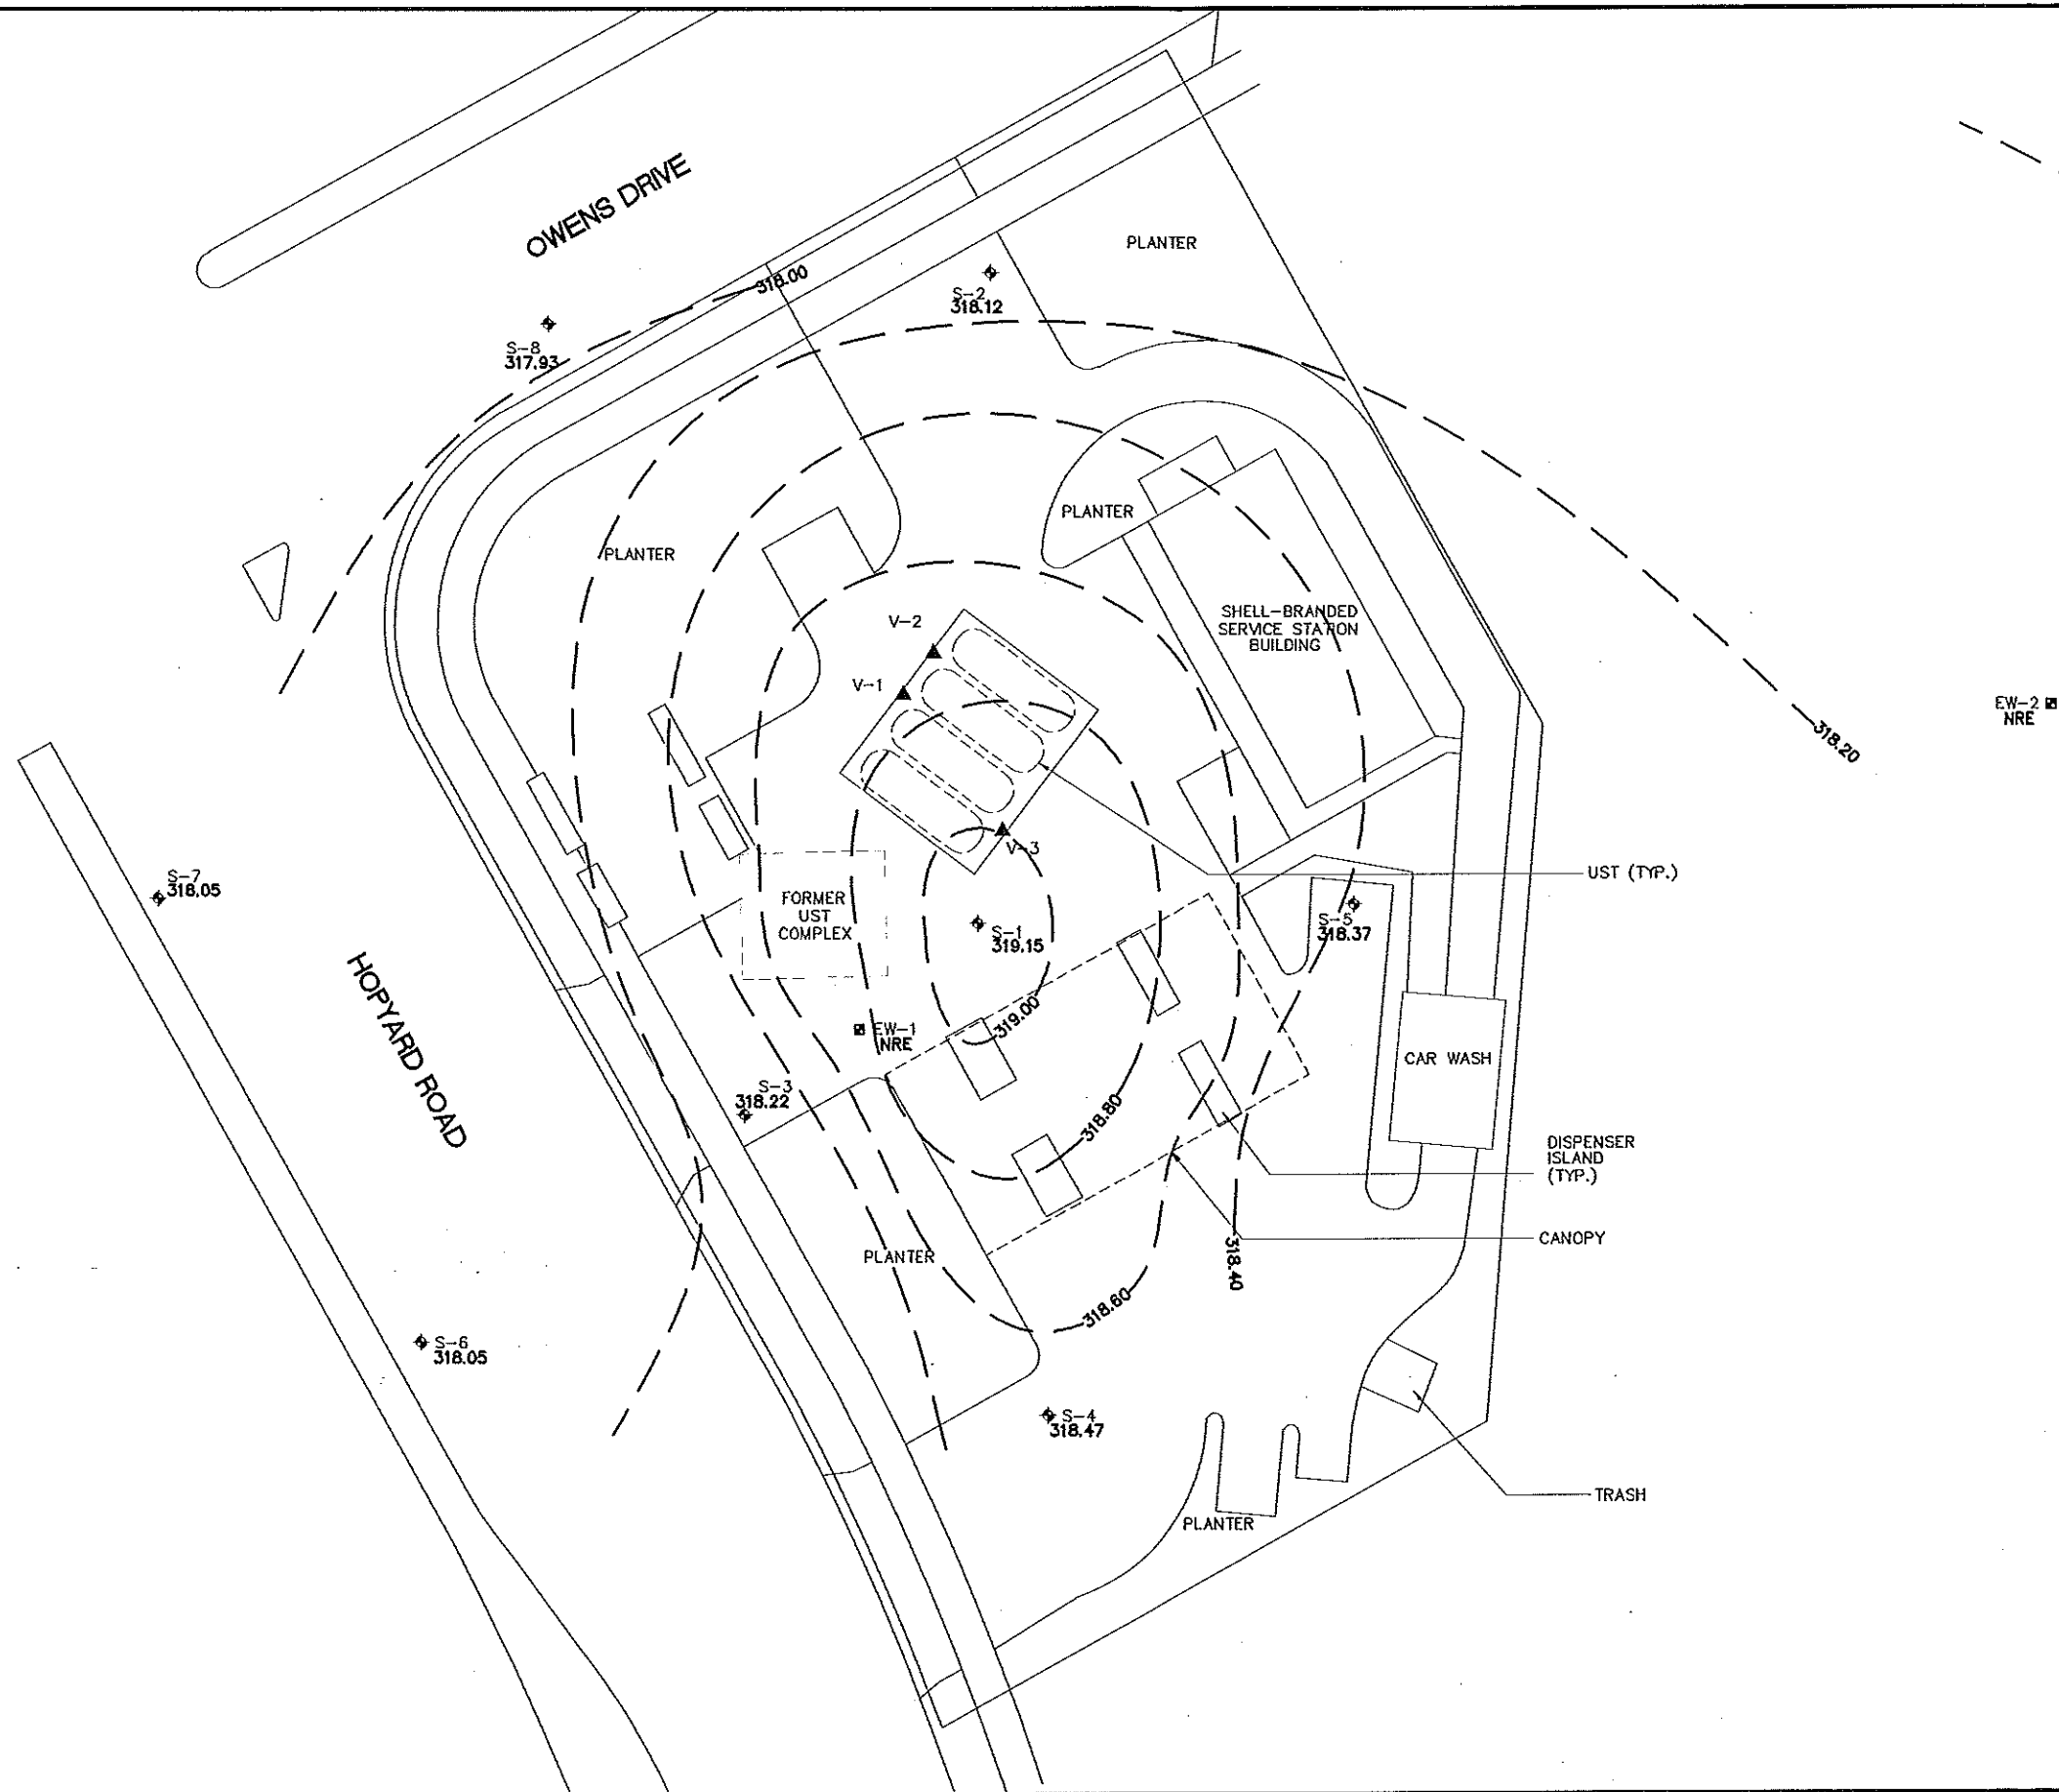 OWENS DRIVE
PLANTER
318.00
S-2
318.12
S-8
317.93
PLANTER
PLANTER
SHELL-BRANDED
SERVICE STATION
BUILDING
V-2
V-1
EW-2
NRE
318.20
V-3
UST (TYP.)
S-7
318.05
FORMER
UST
COMPLEX
S-1
319.15
S-5
318.37
HOPYARD ROAD
319.00
EW-1
NRE
CAR WASH
S-3
318.22
318.80
DISPENSER
ISLAND
(TYP.)
CANOPY
PLANTER
318.40
318.60
S-6
318.05
S-4
318.47
TRASH
PLANTER